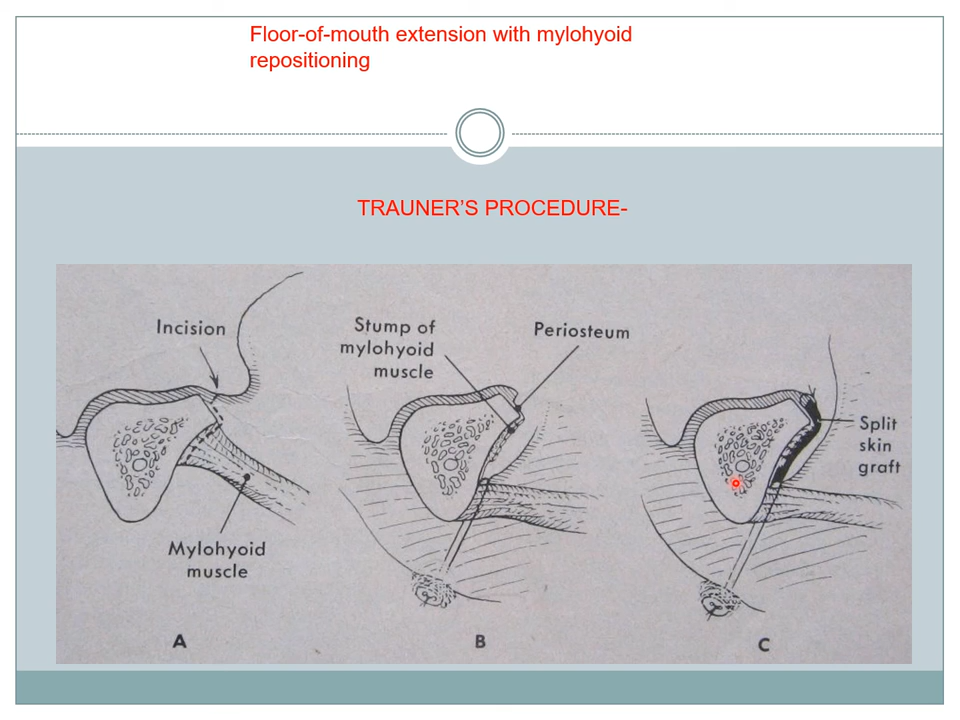 Floor-of-mouth extension with mylohyoid
repositioning
TRAUNER’S PROCEDURE-
Incision
Mylohyoid
muscle
A
Stump of
mylohyoid
muscle
Periosteum
B
Split
skin
graft
C